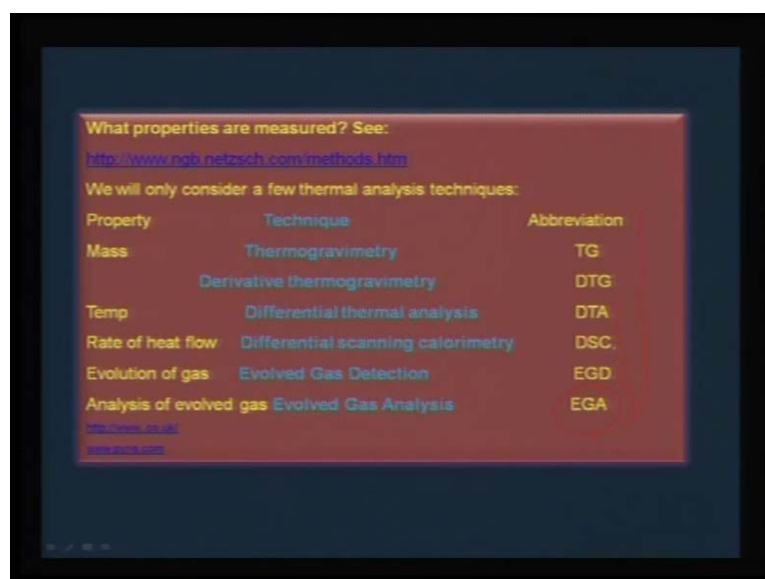 What properties are measured? See:
http://www.ngb.netzsch.com/methods.htm
We will only consider a few thermal analysis techniques:
Property Technique Abbreviation
Mass Thermogravimetry TG
Derivative thermogravimetry DTG
Temp Differential thermal analysis DTA
Rate of heat flow Differential scanning calorimetry DSC.
Evolution of gas Evolved Gas Detection EGD
Analysis of evolved gas Evolved Gas Analysis EGA